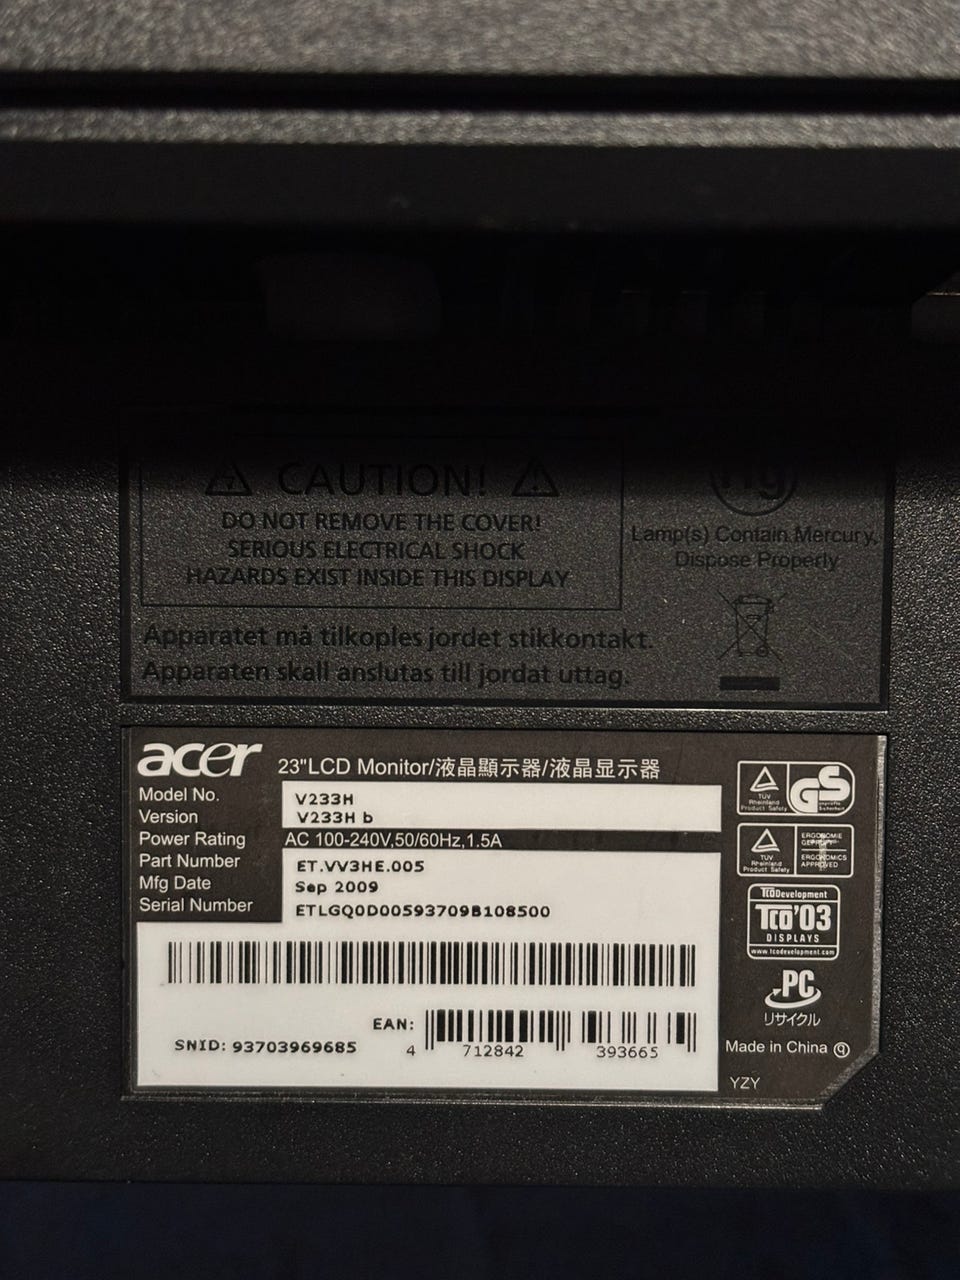 CAUTION!
DO NOT REMOVE THE COVER!
SERIOUS ELECTRICAL SHOCK
HAZARDS EXIST INSIDE THIS DISPLAY
Apparatet må tilkoples jordet stikkontakt.
Apparaten skall anslutas till jordat uttag.
Hg
Lamp(s) Contain Mercury,
Dispose Properly
acer 23"LCD Monitor/液晶顯示器/液晶显示器
Model No. V233H
Version V233H b
Power Rating AC 100-240V,50/60Hz,1.5A
Part Number ET.VV3HE.005
Mfg Date Sep 2009
Serial Number ETLGQ0D00593709B108500
EAN:
SNID: 93703969685
4 712842 393665
TÜV
Rheinland
Product Safety
GS
geprüfte
Sicherheit
TÜV
Rheinland
Product Safety
ERGONOMIE
GEPRÜFT
ERGONOMICS
APPROVED
TCODevelopment
TCO'03
DISPLAYS
www.tcodevelopment.com
PC
リサイクル
Made in China 9
YZY